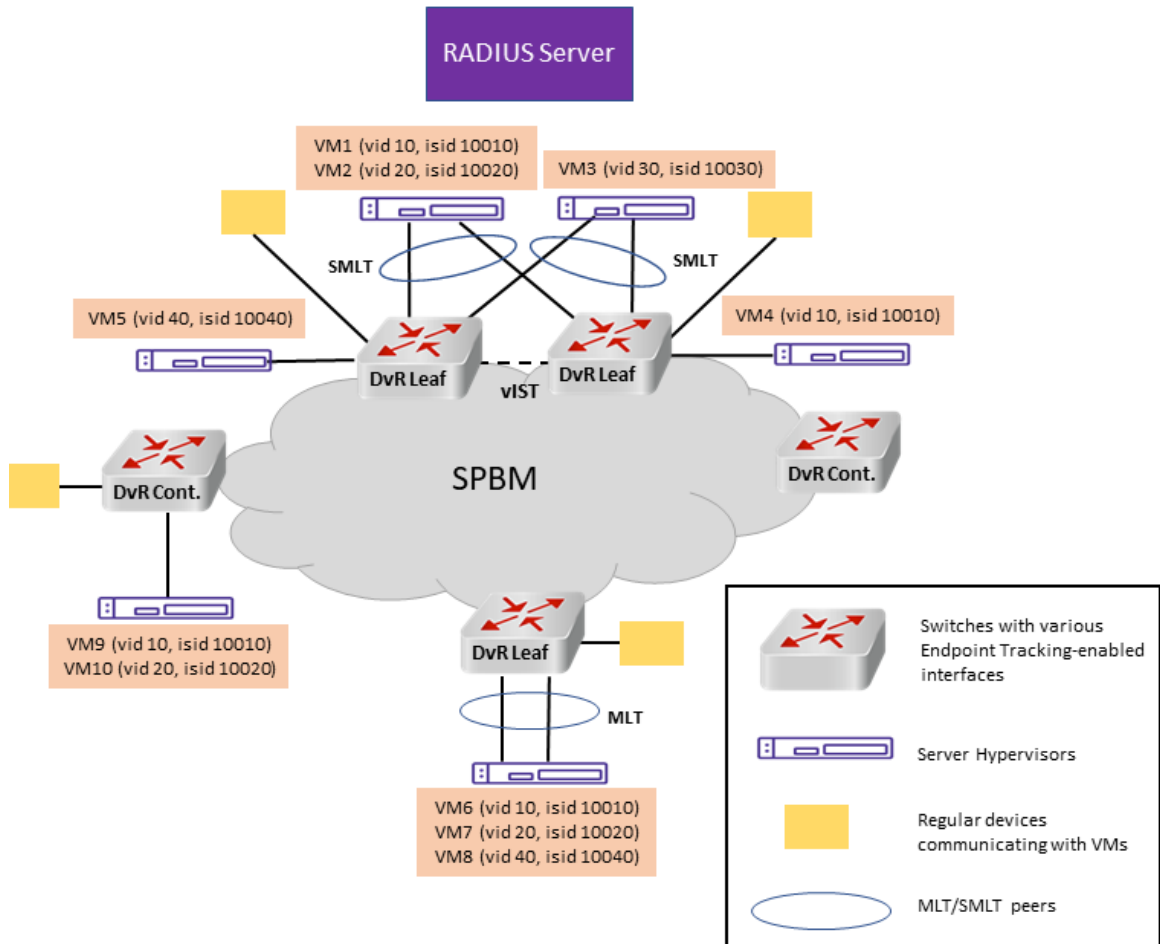 RADIUS Server
VM1 (vid 10, isid 10010)
VM2 (vid 20, isid 10020)
VM3 (vid 30, isid 10030)
SMLT
SMLT
VM5 (vid 40, isid 10040)
VM4 (vid 10, isid 10010)
DvR Leaf
DvR Leaf
vIST
DvR Cont.
SPBM
DvR Cont.
VM9 (vid 10, isid 10010)
VM10 (vid 20, isid 10020)
DvR Leaf
MLT
VM6 (vid 10, isid 10010)
VM7 (vid 20, isid 10020)
VM8 (vid 40, isid 10040)
Switches with various
Endpoint Tracking-enabled
interfaces
Server Hypervisors
Regular devices
communicating with VMs
MLT/SMLT peers